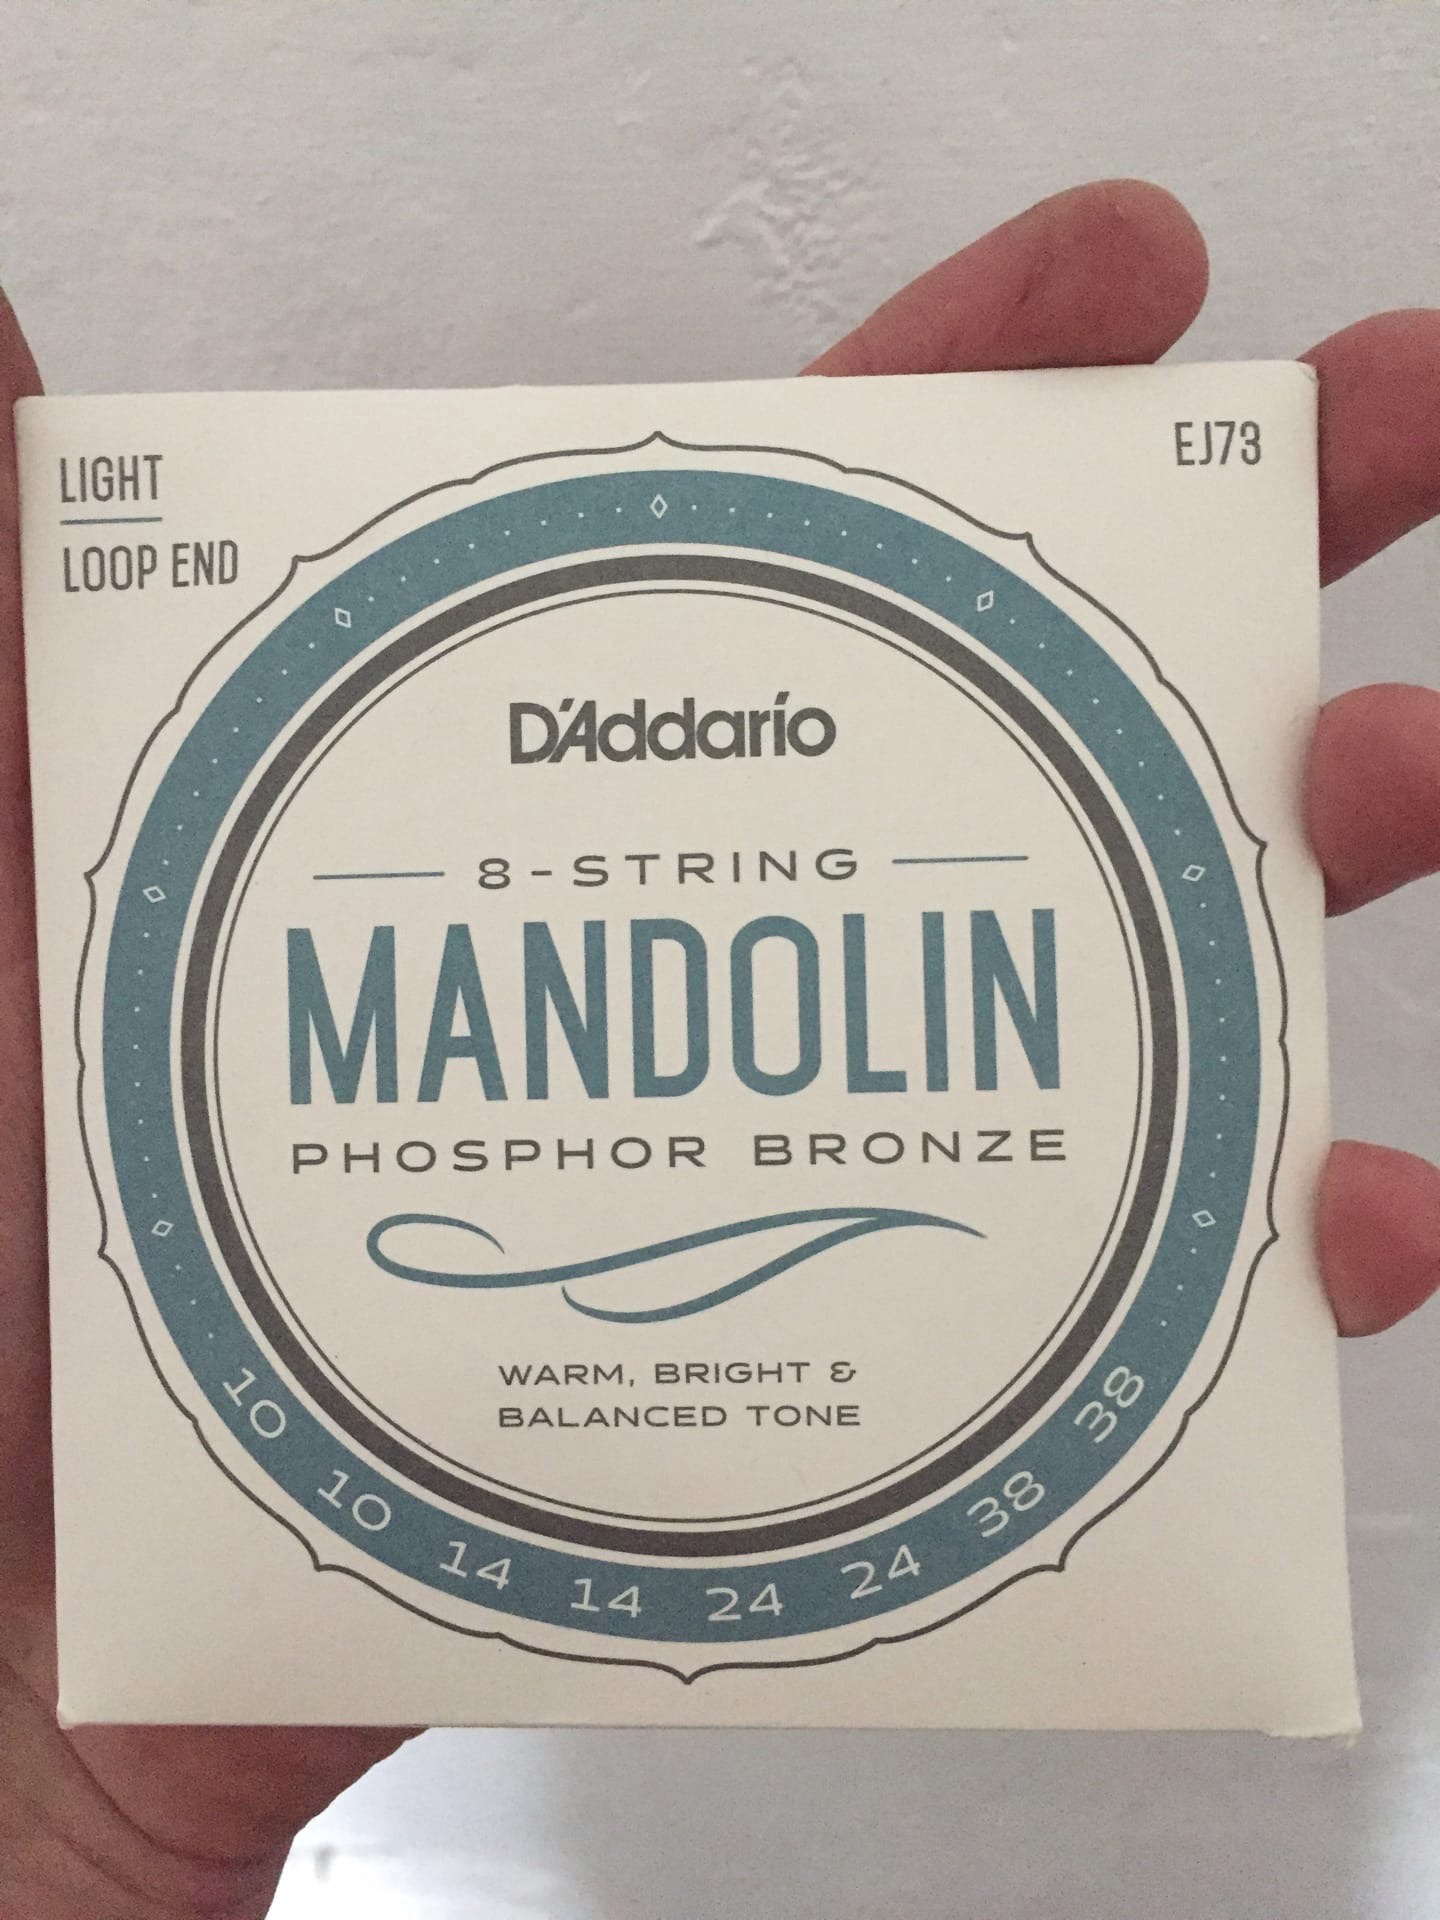 LIGHT
LOOP END
EJ73
D'Addario
8-STRING
MANDOLIN
PHOSPHOR BRONZE
WARM, BRIGHT &
BALANCED TONE
10 10 14 14 24 24 38 38